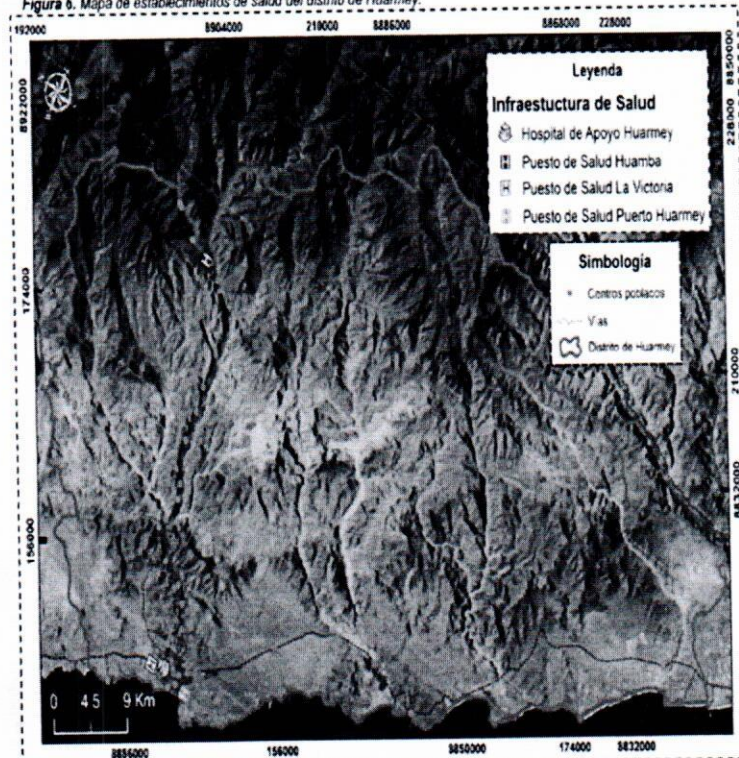 Figura 6. Mapa de establecimientos de salud del distrito de Huarmey.
192000 8904000 210000 8886000 8868000 228000
8922000
174000
156000
8850000
228000
210000
8832000
Leyenda
Infraestuctura de Salud
Hospital de Apoyo Huarmey
Puesto de Salud Huamba
Puesto de Salud La Victoria
Puesto de Salud Puerto Huarmey
Simbología
Centros poblados
Vías
Distrito de Huarmey
H
0 4.5 9 Km
8886000 156000 8850000 174000 8832000